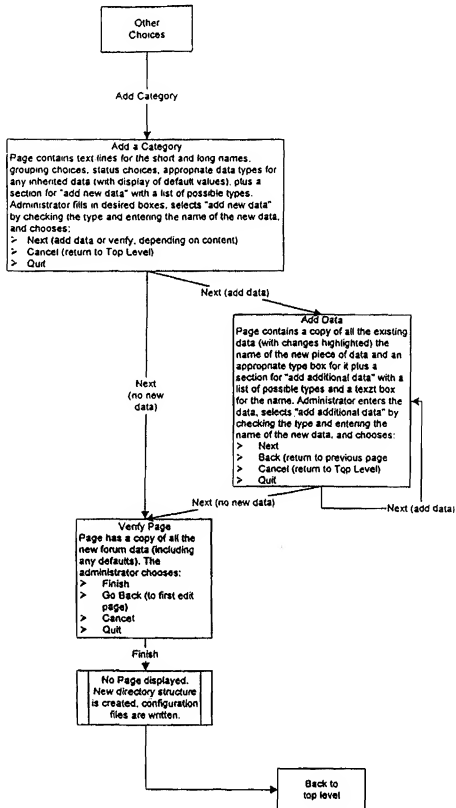 Other
Choices
Add Category
Add a Category
Page contains text lines for the short and long names,
grouping choices, status choices, appropriate data types for
any inherited data (with display of default values), plus a
section for "add new data" with a list of possible types.
Administrator fills in desired boxes, selects "add new data"
by checking the type and entering the name of the new data,
and chooses:
➢ Next (add data or verify, depending on content)
➢ Cancel (return to Top Level)
➢ Quit
Next (add data)
Add Data
Page contains a copy of all the existing
data (with changes highlighted) the
name of the new piece of data and an
appropriate type box for it plus a
section for "add additional data" with a
list of possible types and a texzt box
for the name. Administrator enters the
data, selects "add additional data" by
checking the type and entering the
name of the new data, and chooses:
➢ Next
➢ Back (return to previous page
➢ Cancel (return to Top Level)
➢ Quit
Next
(no new
data)
Next (no new data)
Next (add data)
Verify Page
Page has a copy of all the
new forum data (including
any defaults). The
administrator chooses:
➢ Finish
➢ Go Back (to first edit
page)
➢ Cancel
➢ Quit
Finish
No Page displayed.
New directory structure
is created, configuration
files are written.
Back to
top level